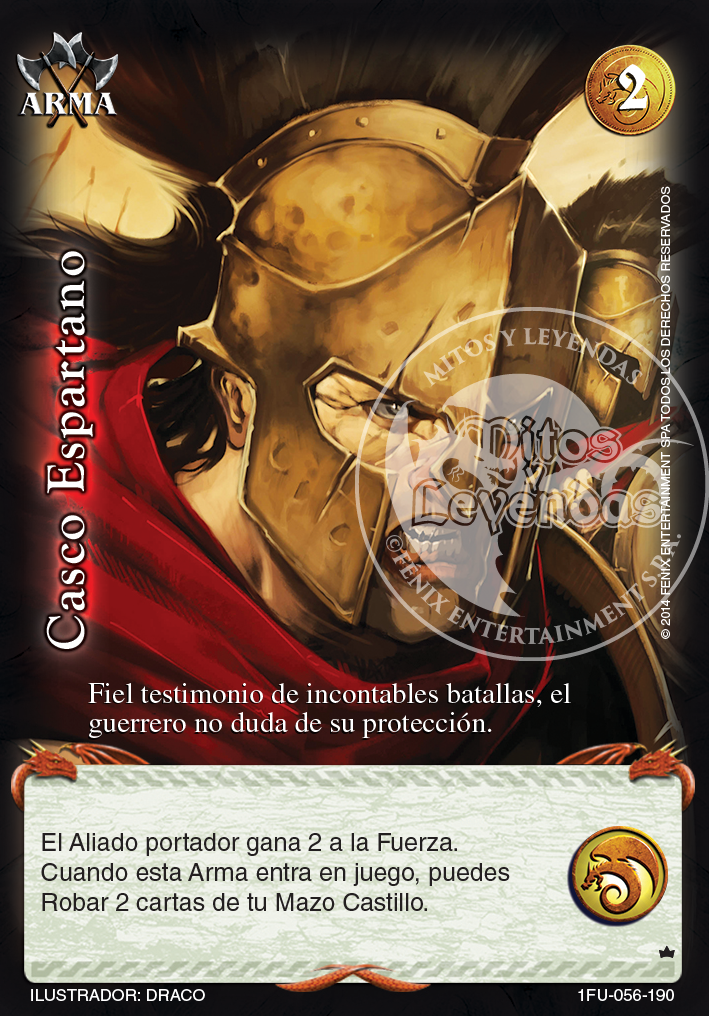 ARMA
2
Casco Espartano
MITOS Y LEYENDAS
Mitos
Leyendas
© FENIX ENTERTAINMENT S.P.A.
© 2014 FENIX ENTERTAINMENT SPA TODOS LOS DERECHOS RESERVADOS
Fiel testimonio de incontables batallas, el
guerrero no duda de su protección.
El Aliado portador gana 2 a la Fuerza.
Cuando esta Arma entra en juego, puedes
Robar 2 cartas de tu Mazo Castillo.
ILUSTRADOR: DRACO
1FU-056-190